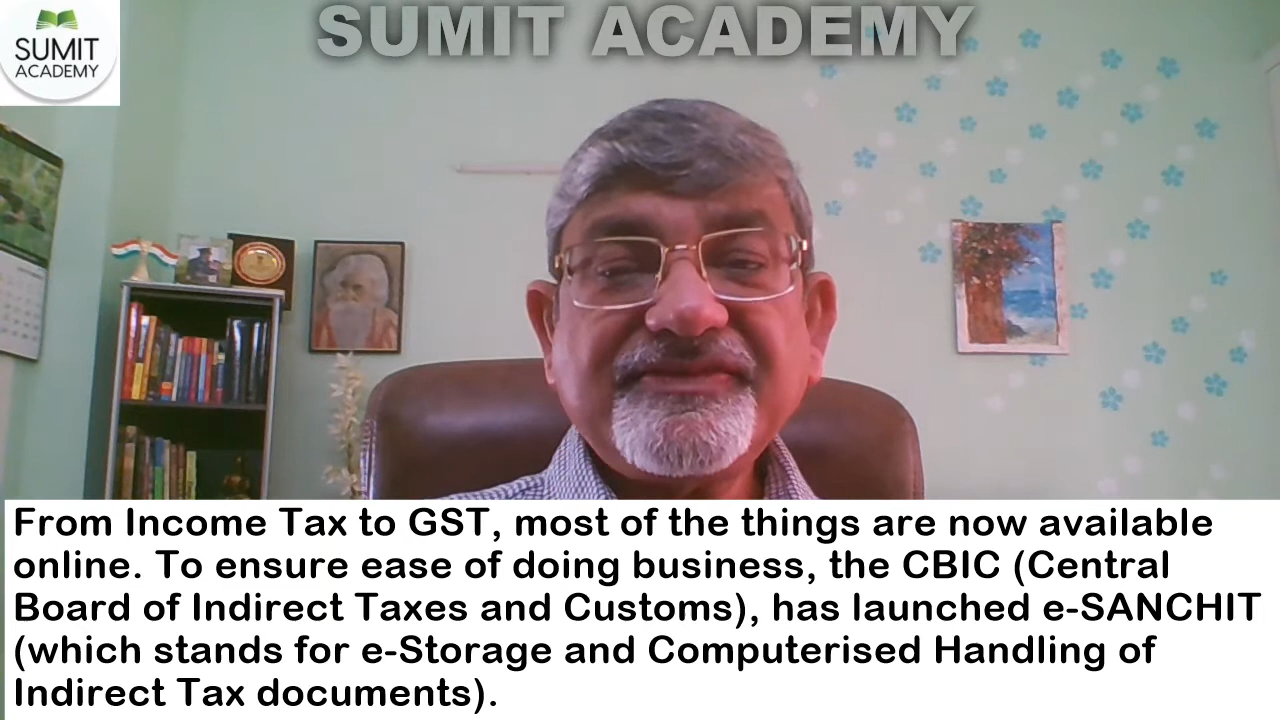 SUMIT ACADEMY
SUMIT
ACADEMY
From Income Tax to GST, most of the things are now available
online. To ensure ease of doing business, the CBIC (Central
Board of Indirect Taxes and Customs), has launched e-SANCHIT
(which stands for e-Storage and Computerised Handling of
Indirect Tax documents).